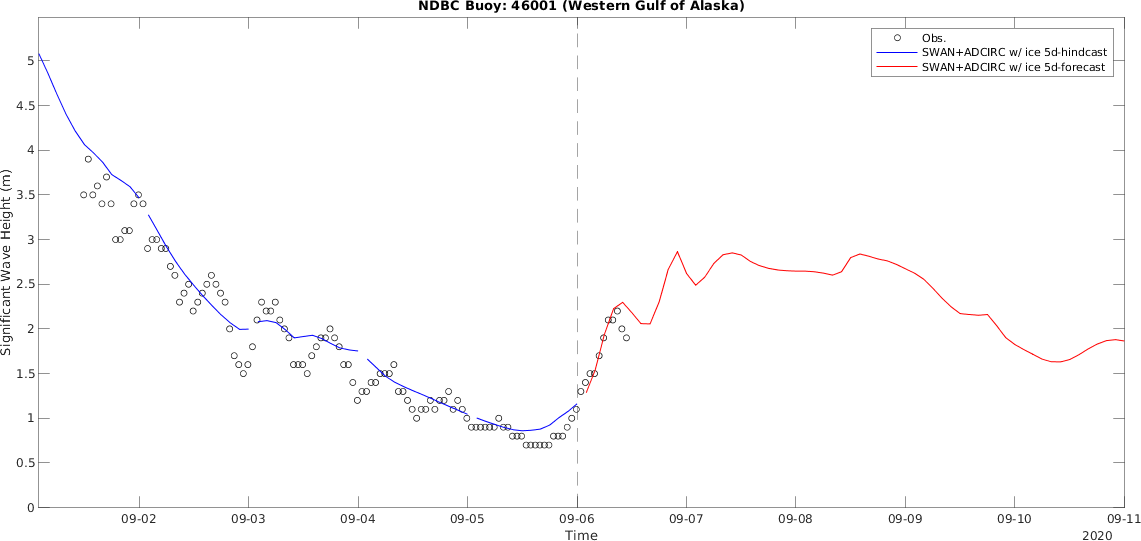 NDBC Buoy: 46001 (Western Gulf of Alaska)
Obs.
SWAN+ADCIRC w/ ice 5d-hindcast
SWAN+ADCIRC w/ ice 5d-forecast
Significant Wave Height (m)
5
4.5
4
3.5
3
2.5
2
1.5
1
0.5
0
09-02 09-03 09-04 09-05 09-06 09-07 09-08 09-09 09-10 09-11
Time
2020